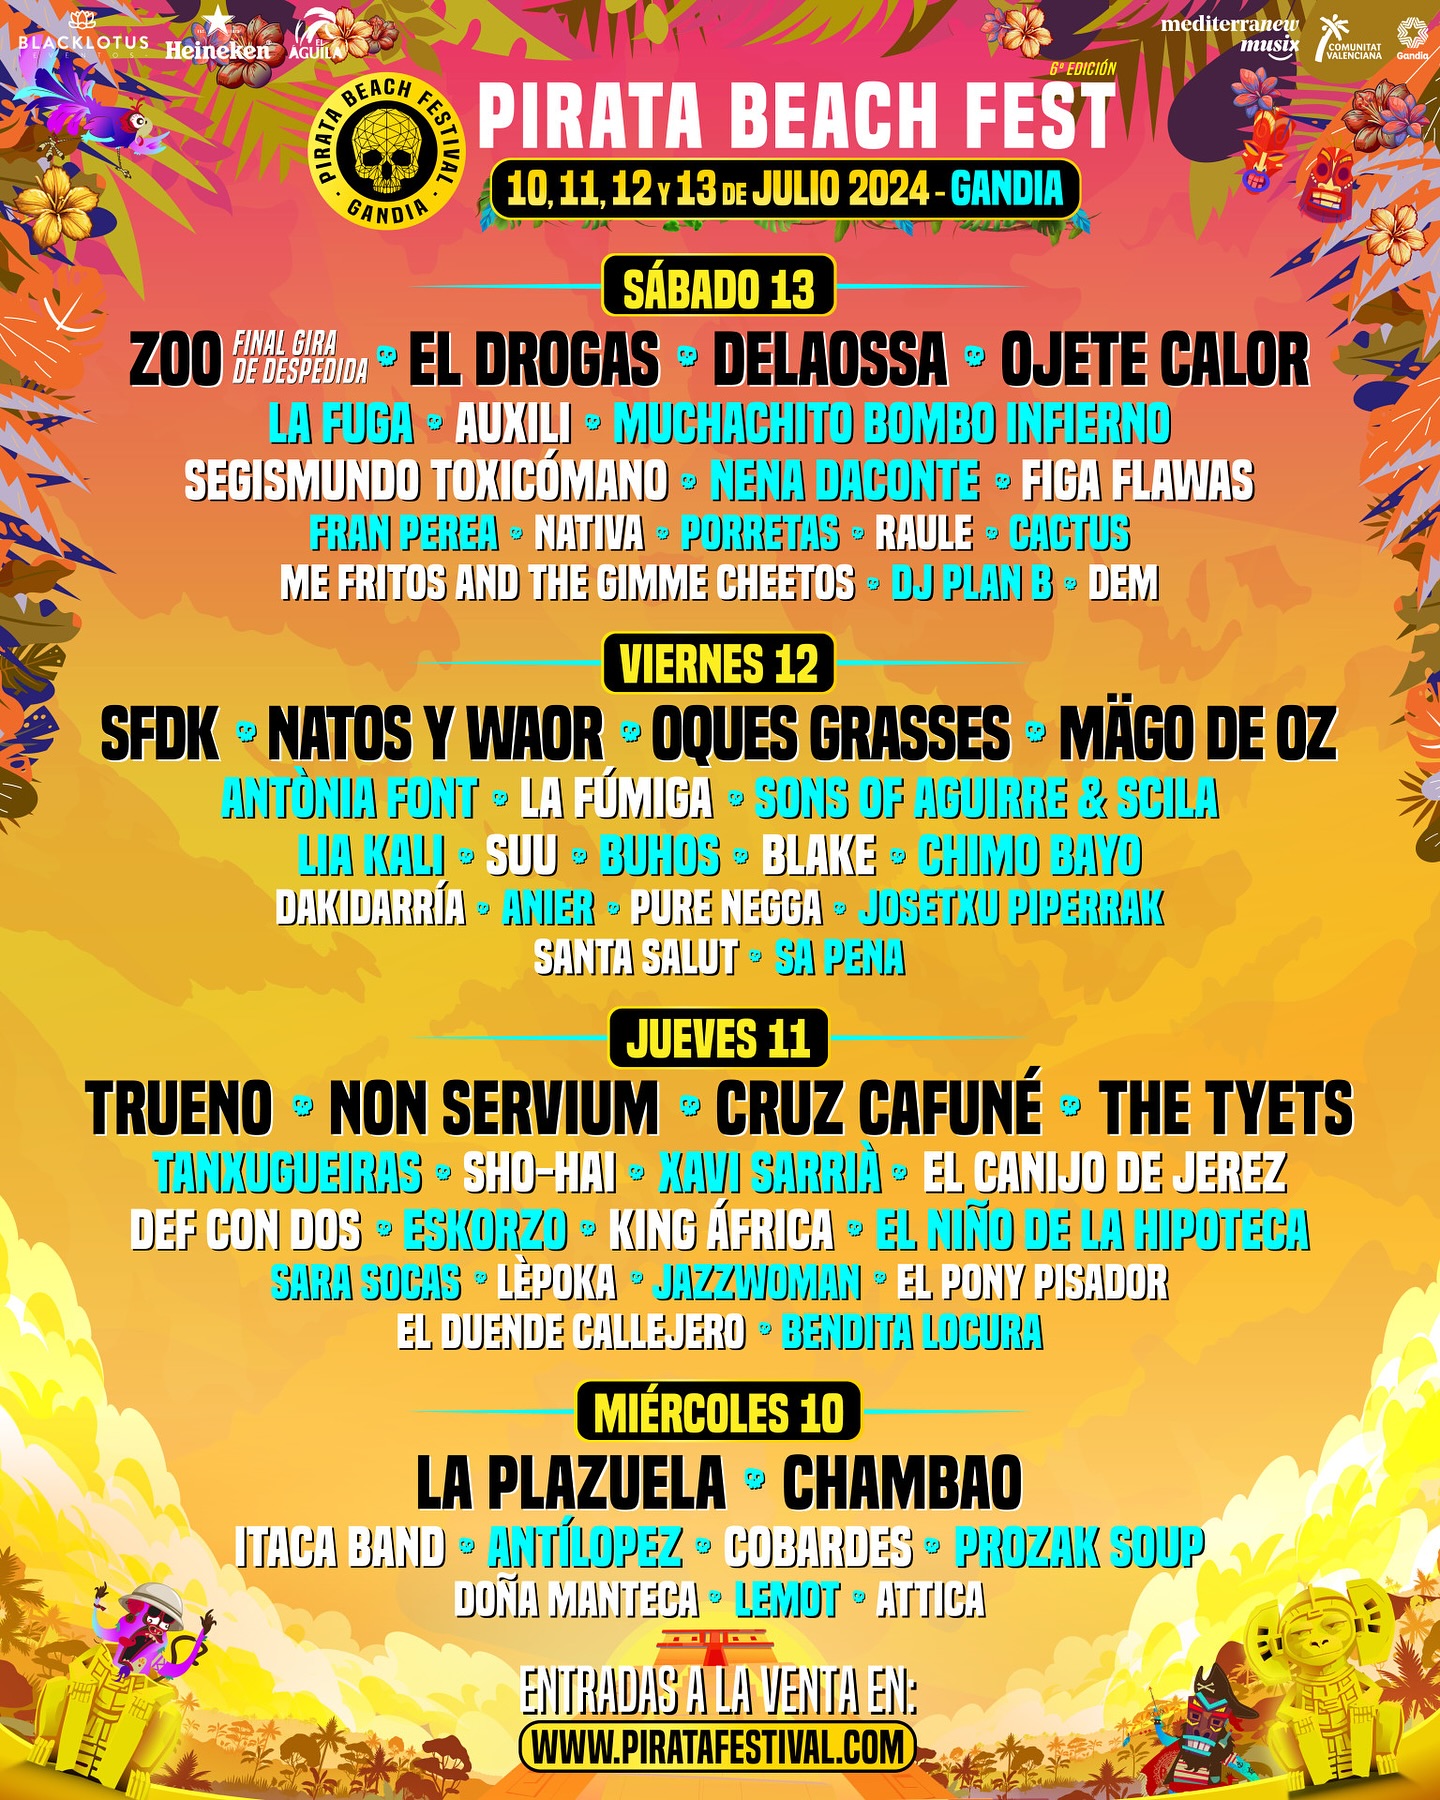 BLACKLOTUS
EVENTOS
Heineken
EL
AGUILA
mediterranew
musix
COMUNITAT
VALENCIANA
Gandia
6ª EDICIÓN
PIRATA BEACH FESTIVAL
· GANDIA ·
PIRATA BEACH FEST
10, 11, 12 Y 13 DE JULIO 2024 - GANDIA
SÁBADO 13
ZOO FINAL GIRA DE DESPEDIDA EL DROGAS DELAOSSA OJETE CALOR
LA FUGA AUXILI MUCHACHITO BOMBO INFIERNO
SEGISMUNDO TOXICÓMANO NENA DACONTE FIGA FLAWAS
FRAN PEREA NATIVA PORRETAS RAULE CACTUS
ME FRITOS AND THE GIMME CHEETOS DJ PLAN B DEM
VIERNES 12
SFDK NATOS Y WAOR OQUES GRASSES MÄGO DE OZ
ANTÒNIA FONT LA FÚMIGA SONS OF AGUIRRE & SCILA
LIA KALI SUU BUHOS BLAKE CHIMO BAYO
DAKIDARRÍA ANIER PURE NEGGA JOSETXU PIPERRAK
SANTA SALUT SA PENA
JUEVES 11
TRUENO NON SERVIUM CRUZ CAFUNÉ THE TYETS
TANXUGUEIRAS SHO-HAI XAVI SARRIÀ EL CANIJO DE JEREZ
DEF CON DOS ESKORZO KING ÁFRICA EL NIÑO DE LA HIPOTECA
SARA SOCAS LÈPOKA JAZZWOMAN EL PONY PISADOR
EL DUENDE CALLEJERO BENDITA LOCURA
MIÉRCOLES 10
LA PLAZUELA CHAMBAO
ITACA BAND ANTÍLOPEZ COBARDES PROZAK SOUP
DOÑA MANTECA LEMOT ATTICA
ENTRADAS A LA VENTA EN:
WWW.PIRATAFESTIVAL.COM